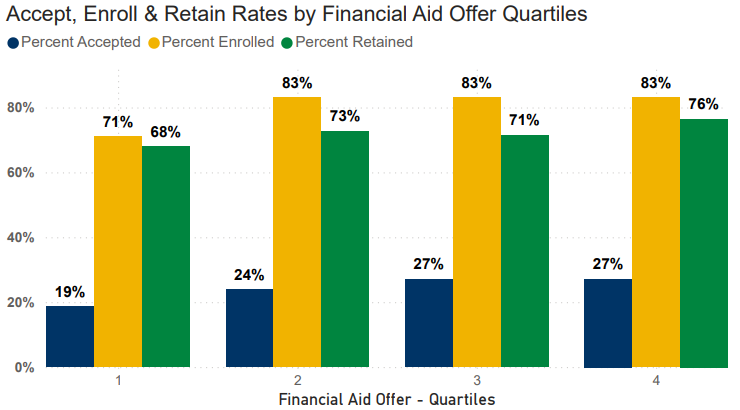 Accept, Enroll & Retain Rates by Financial Aid Offer Quartiles
Percent Accepted Percent Enrolled Percent Retained
83% 83% 83%
80%
76%
73%
71% 71%
68%
60%
40%
27% 27%
24%
19%
20%
0%
1 2 3 4
Financial Aid Offer - Quartiles